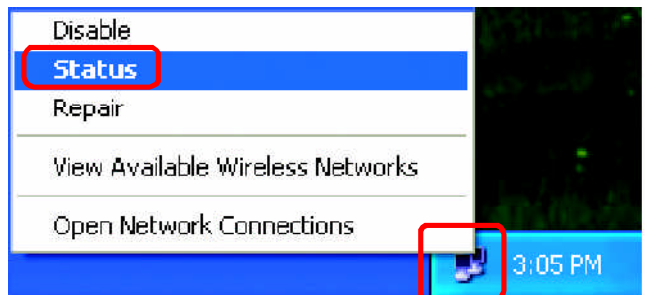 Disable
Status
Repair
View Available Wireless Networks
Open Network Connections
3:05 PM